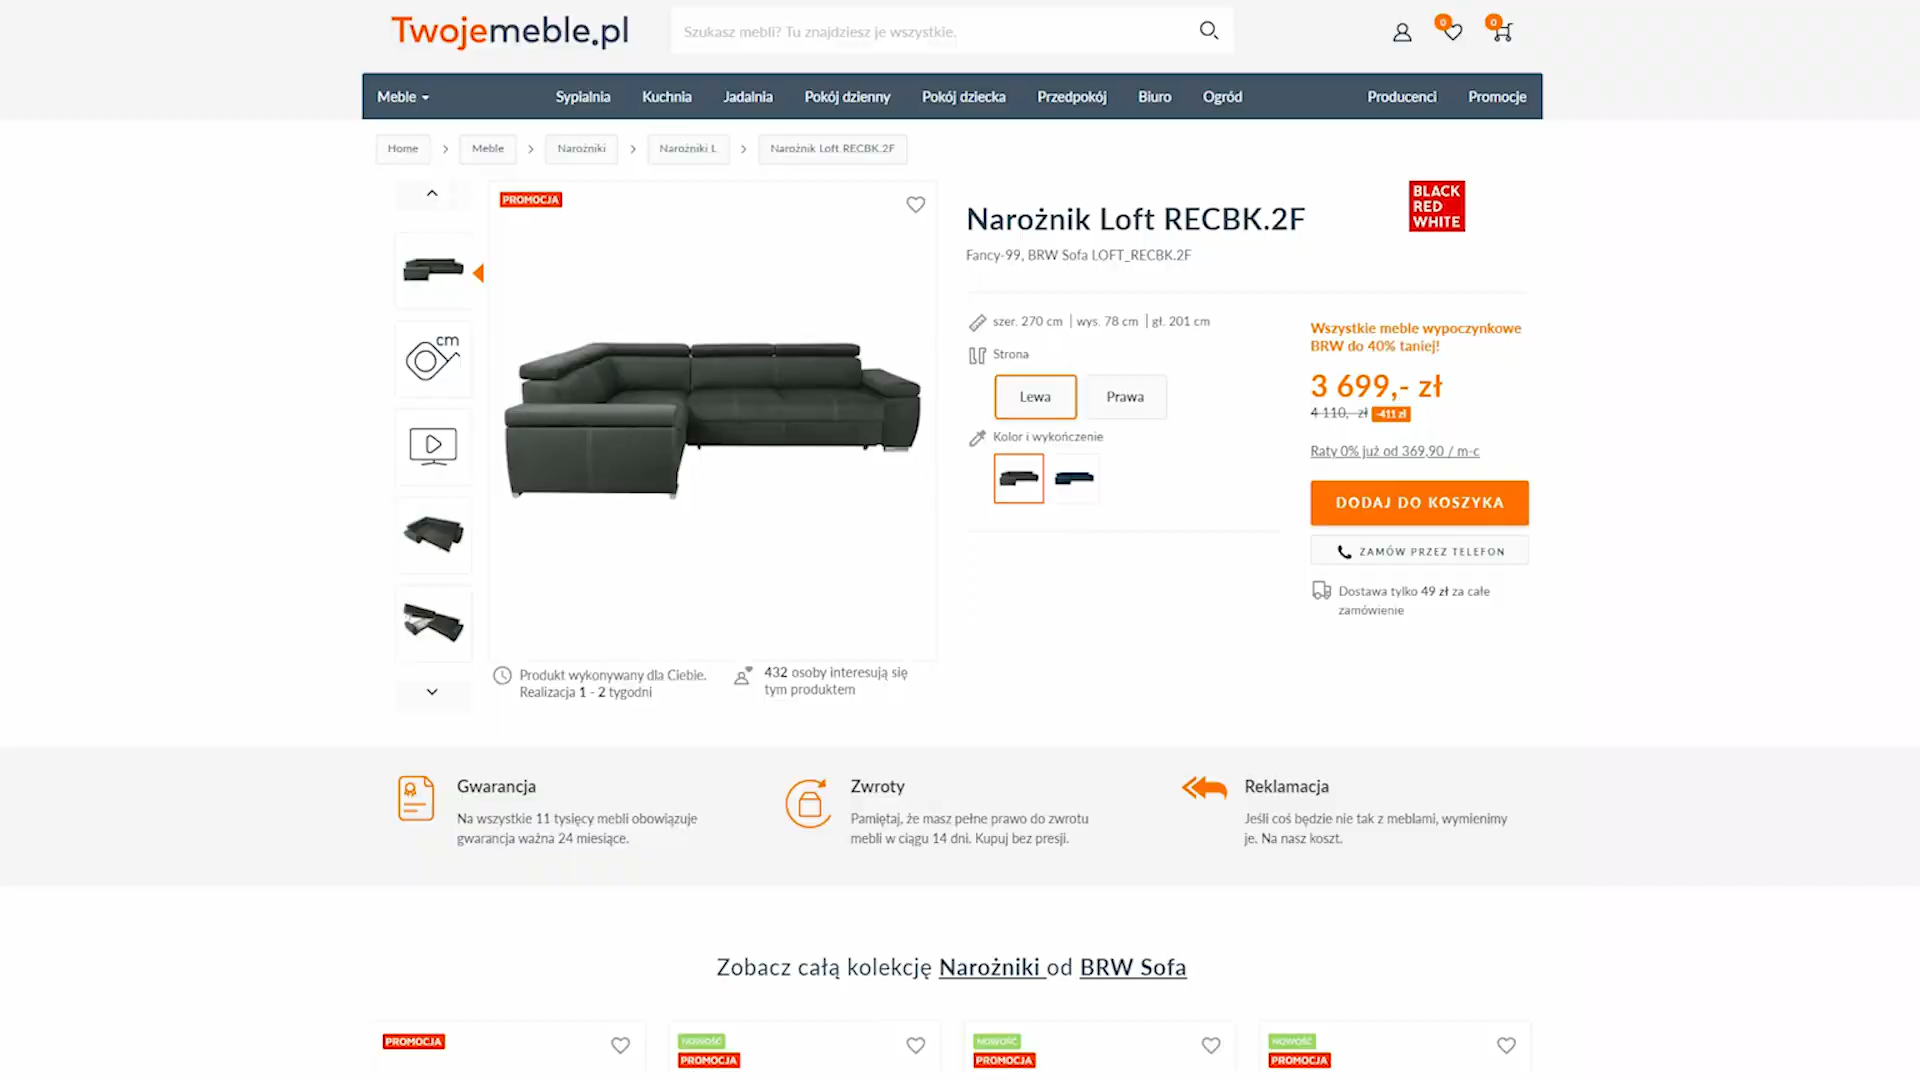 Twojemeble.pl
Szukasz mebli? Tu znajdziesz je wszystkie.
0
0
Meble
Sypialnia
Kuchnia
Jadalnia
Pokój dzienny
Pokój dziecka
Przedpokój
Biuro
Ogród
Producenci
Promocje
Home
Meble
Narożniki
Narożniki L
Narożnik Loft RECBK.2F
PROMOCJA
cm
Narożnik Loft RECBK.2F
BLACK
RED
WHITE
Fancy-99, BRW Sofa LOFT_RECBK.2F
szer. 270 cm | wys. 78 cm | gł. 201 cm
Strona
Lewa
Prawa
Kolor i wykończenie
Wszystkie meble wypoczynkowe
BRW do 40% taniej!
3 699,- zł
4 110,- zł -411 zł
Raty 0% już od 369,90 / m-c
DODAJ DO KOSZYKA
ZAMÓW PRZEZ TELEFON
Dostawa tylko 49 zł za całe
zamówienie
Produkt wykonywany dla Ciebie.
Realizacja 1 - 2 tygodni
432 osoby interesują się
tym produktem
Gwarancja
Na wszystkie 11 tysięcy mebli obowiązuje
gwarancja ważna 24 miesiące.
Zwroty
Pamiętaj, że masz pełne prawo do zwrotu
mebli w ciągu 14 dni. Kupuj bez presji.
Reklamacja
Jeśli coś będzie nie tak z meblami, wymienimy
je. Na nasz koszt.
Zobacz całą kolekcję Narożniki od BRW Sofa
PROMOCJA
NOWOŚĆ
PROMOCJA
NOWOŚĆ
PROMOCJA
NOWOŚĆ
PROMOCJA